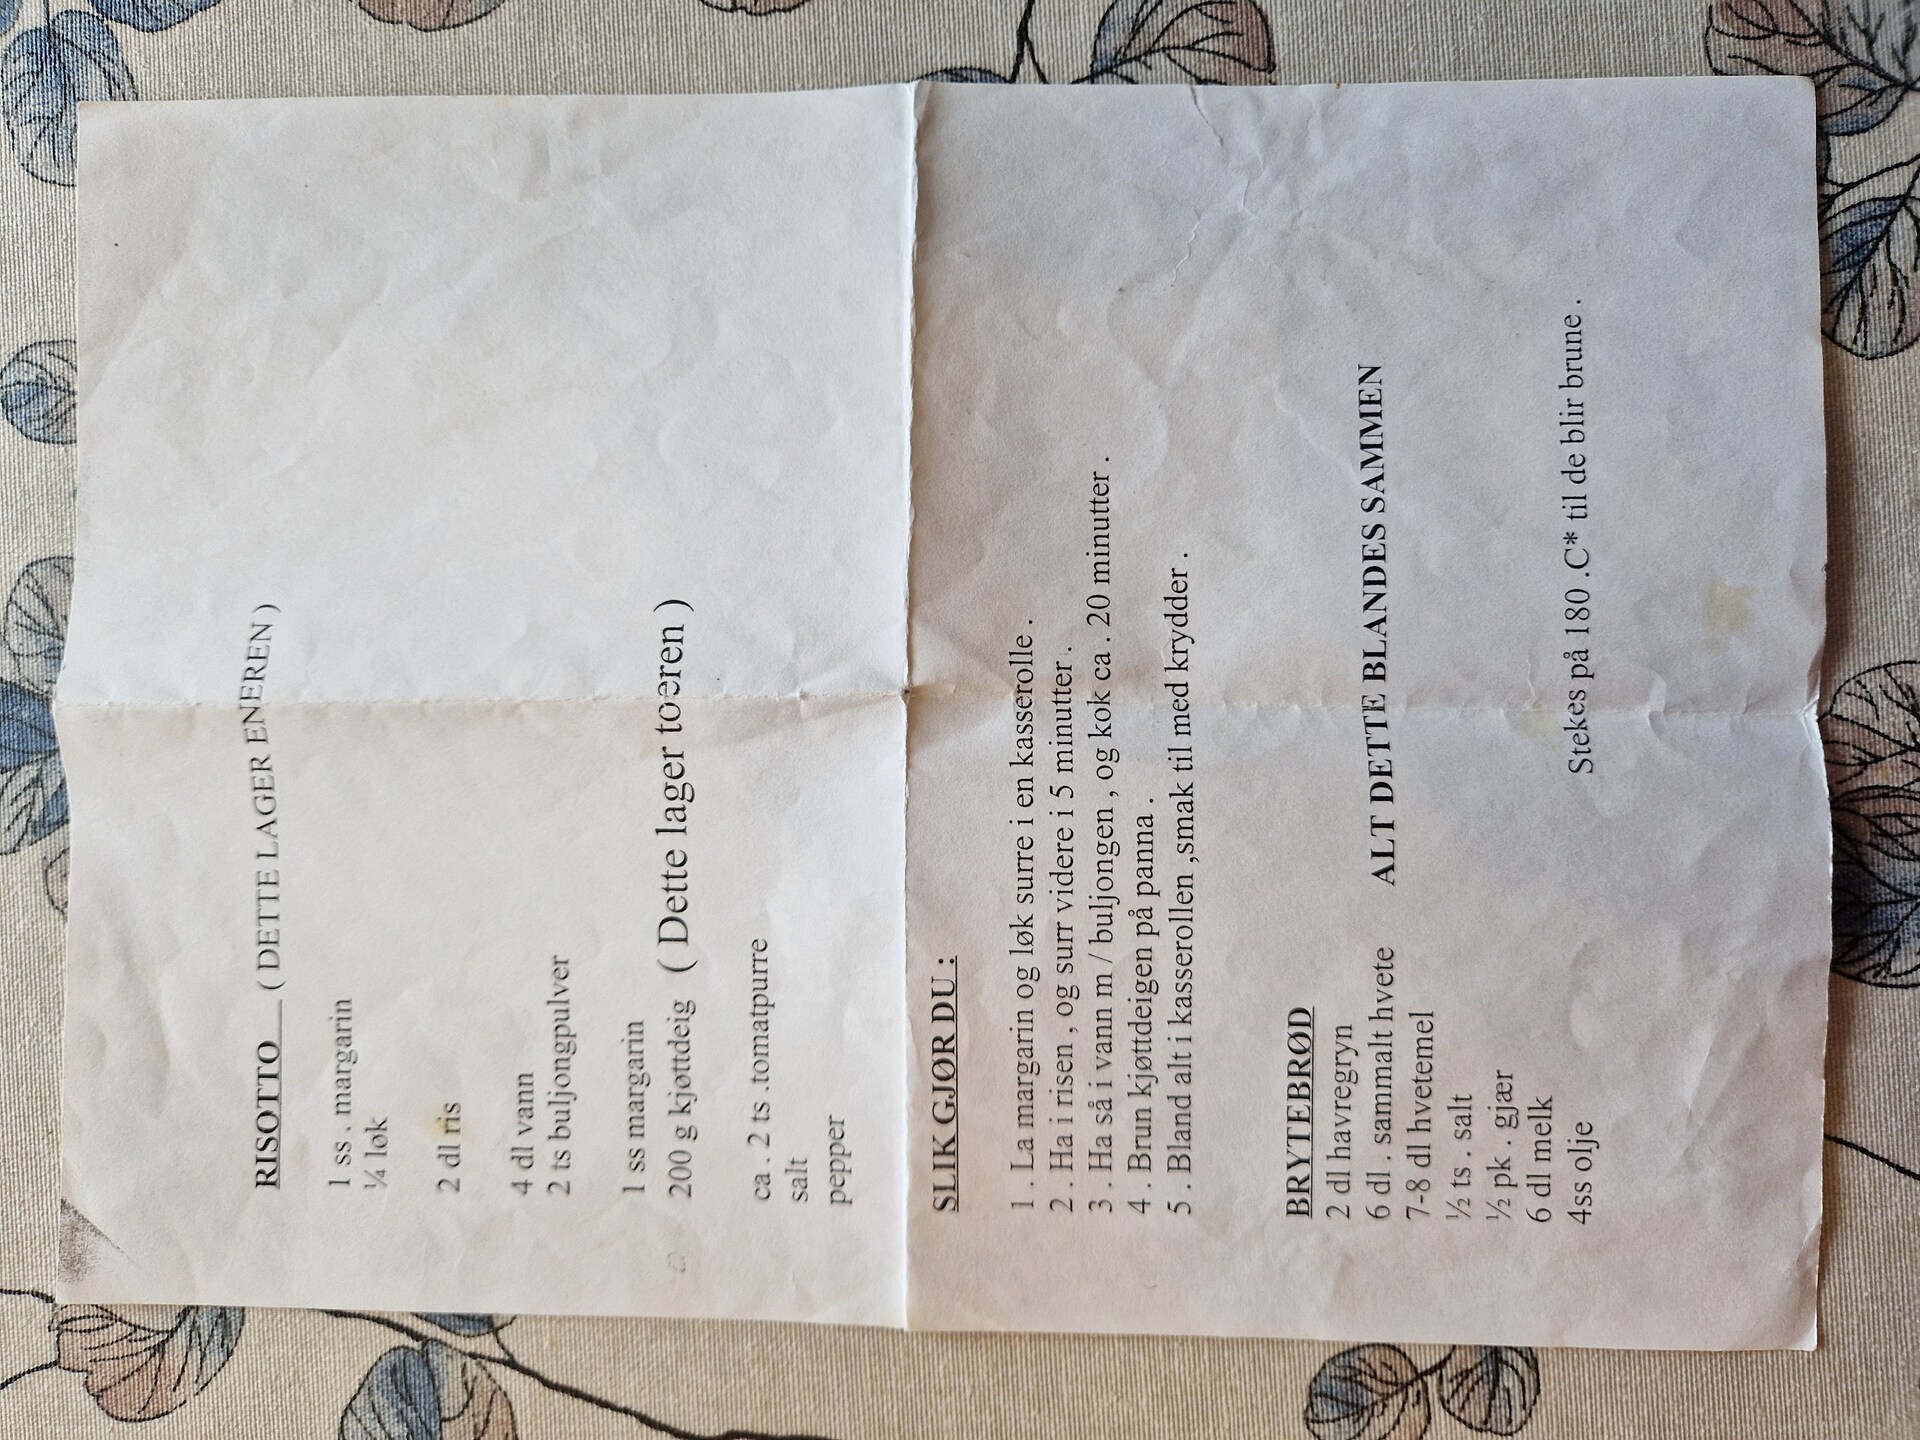 RISOTTO ( DETTE LAGER ENEREN )
1 ss . margarin
¼ løk
2 dl ris
4 dl vann
2 ts buljongpulver
1 ss margarin
200 g kjøttdeig ( Dette lager toeren )
ca . 2 ts .tomatpurre
salt
pepper
SLIK GJØR DU :
1 . La margarin og løk surre i en kasserolle .
2 . Ha i risen , og surr videre i 5 minutter .
3 . Ha så i vann m / buljongen , og kok ca . 20 minutter .
4 . Brun kjøttdeigen på panna .
5 . Bland alt i kasserollen ,smak til med krydder .
BRYTEBRØD
2 dl havregryn
6 dl . sammalt hvete ALT DETTE BLANDES SAMMEN
7-8 dl hvetemel
½ ts . salt
½ pk . gjær
6 dl melk
4ss olje Stekes på 180 .C* til de blir brune .